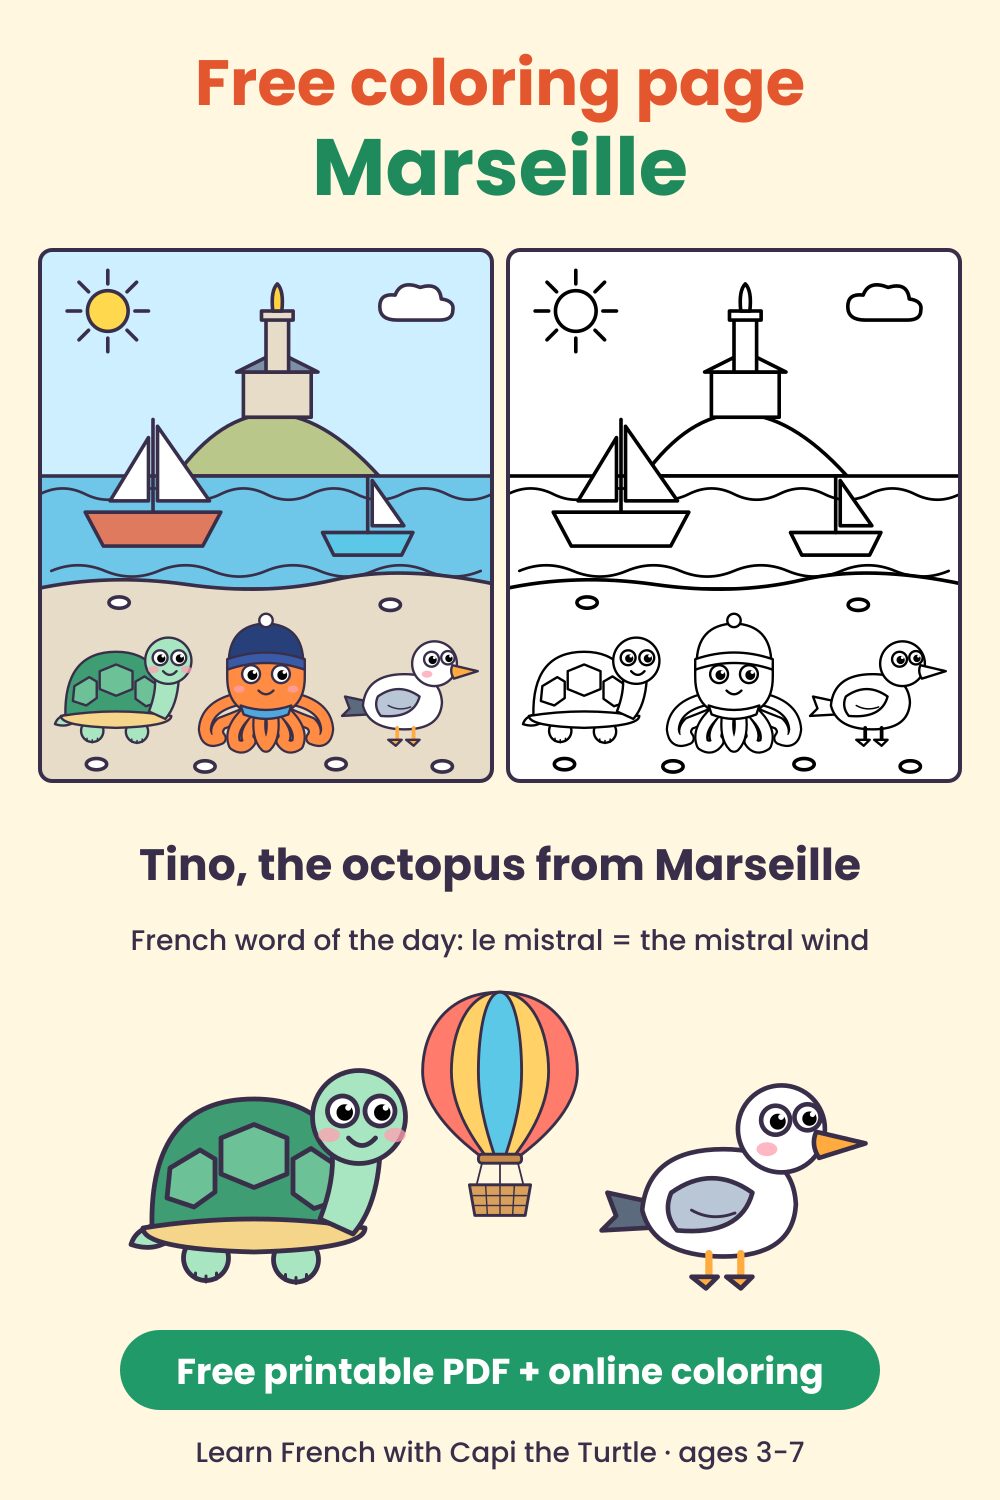 Free coloring page
Marseille
Tino, the octopus from Marseille
French word of the day: le mistral = the mistral wind
Free printable PDF + online coloring
Learn French with Capi the Turtle · ages 3-7